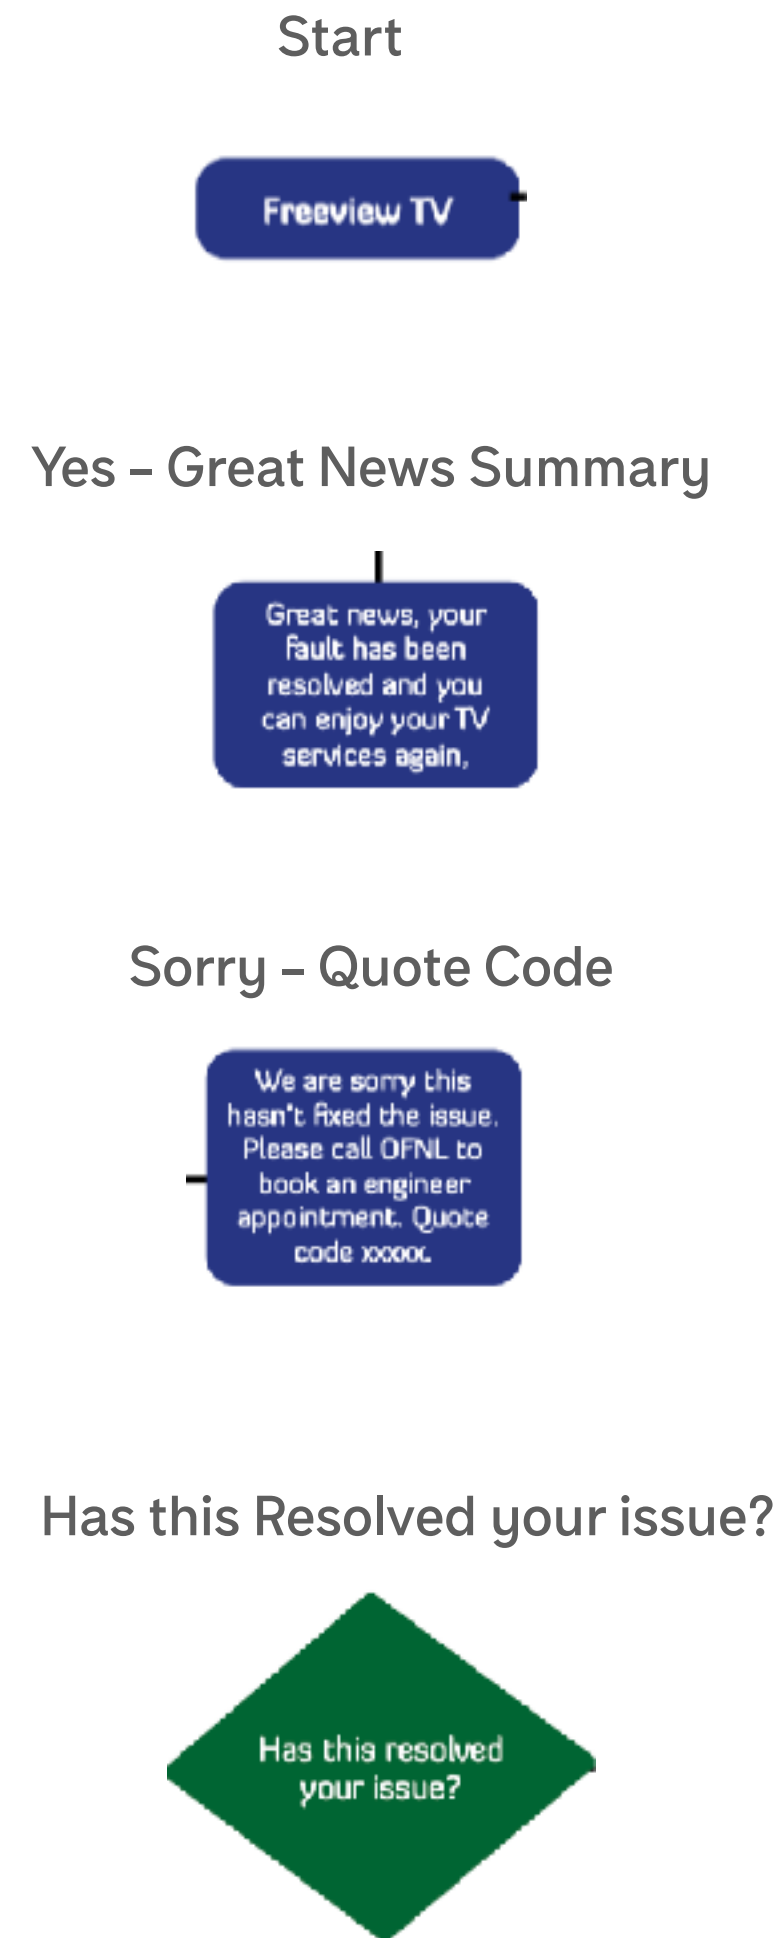 Start
Freeview TV
Yes – Great News Summary
Great news, your
fault has been
resolved and you
can enjoy your TV
services again,
Sorry – Quote Code
We are sorry this
hasn't fixed the issue.
Please call OFNL to
book an engineer
appointment. Quote
code xxxxx.
Has this Resolved your issue?
Has this resolved
your issue?